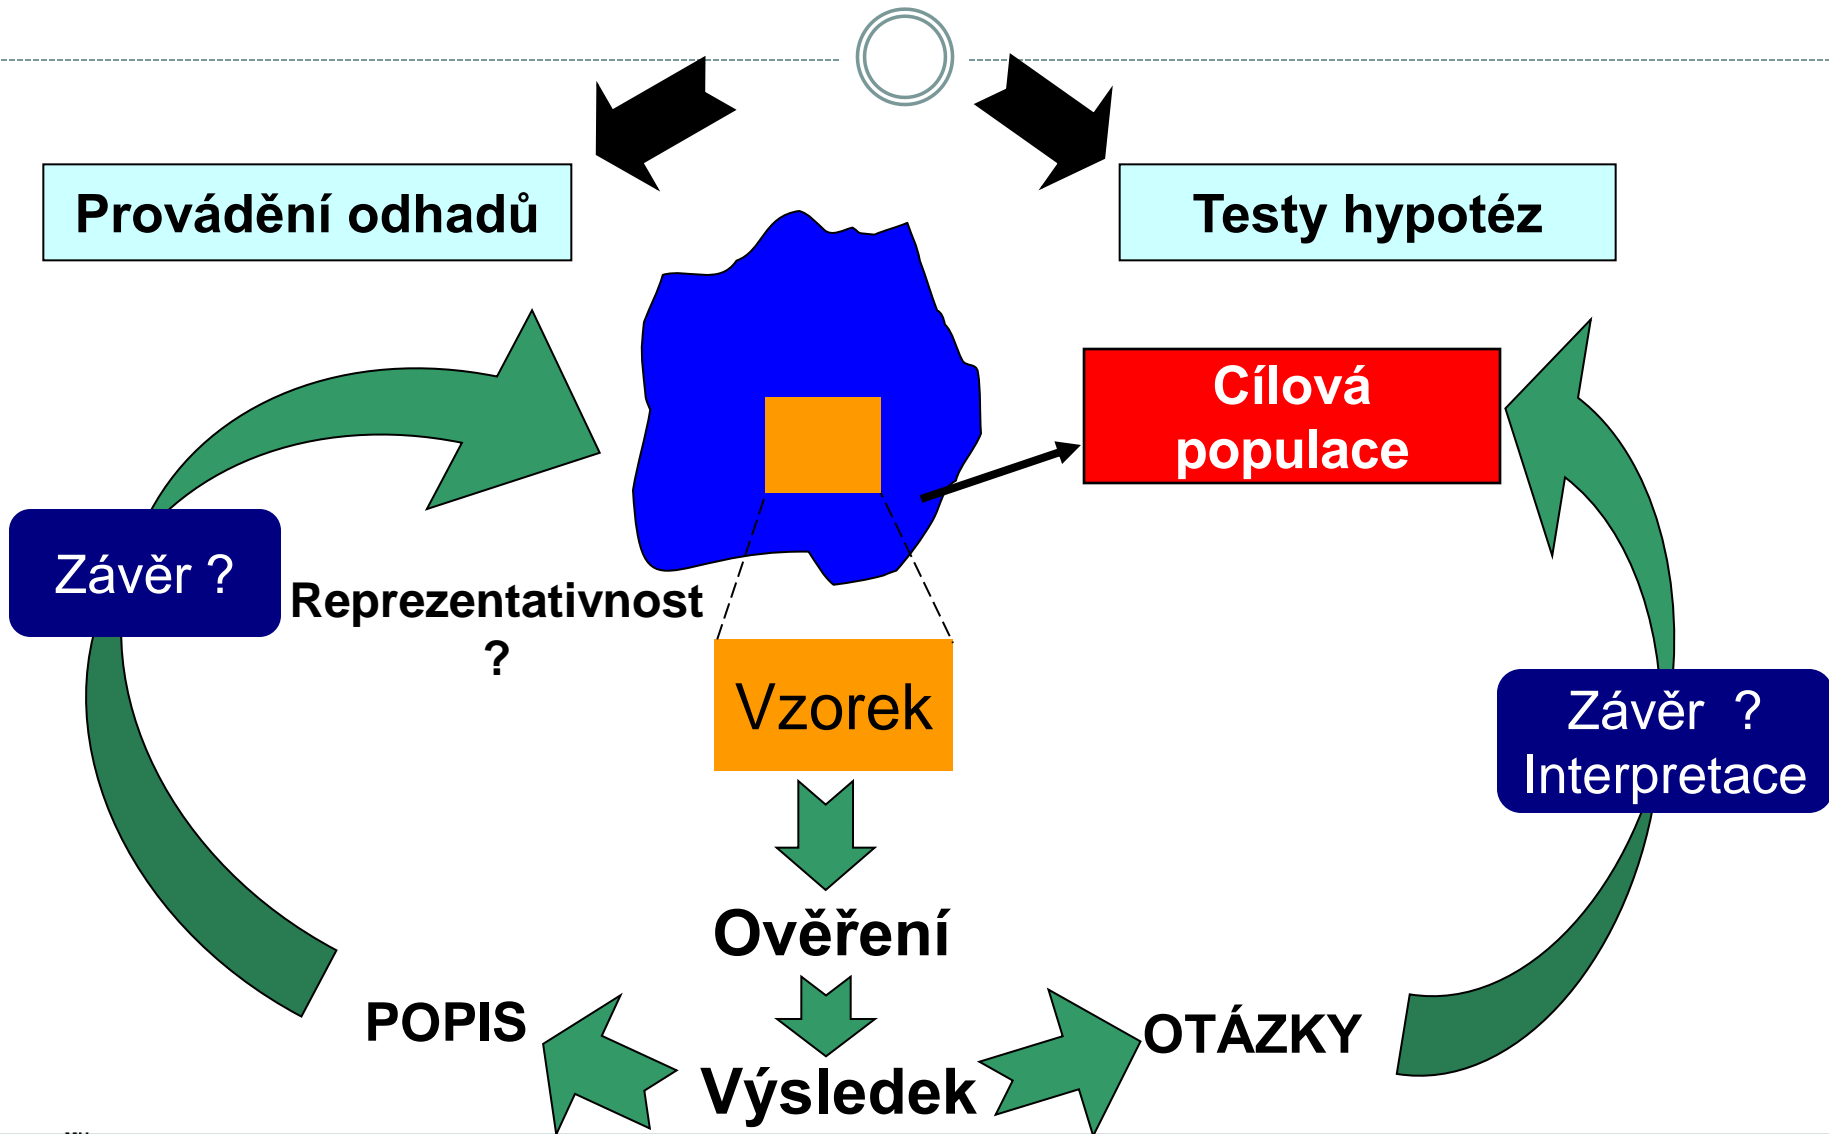 Provádění odhadů
Testy hypotéz
Cílová
populace
Závěr ?
Reprezentativnost
?
Vzorek
Závěr ?
Interpretace
Ověření
POPIS
OTÁZKY
Výsledek